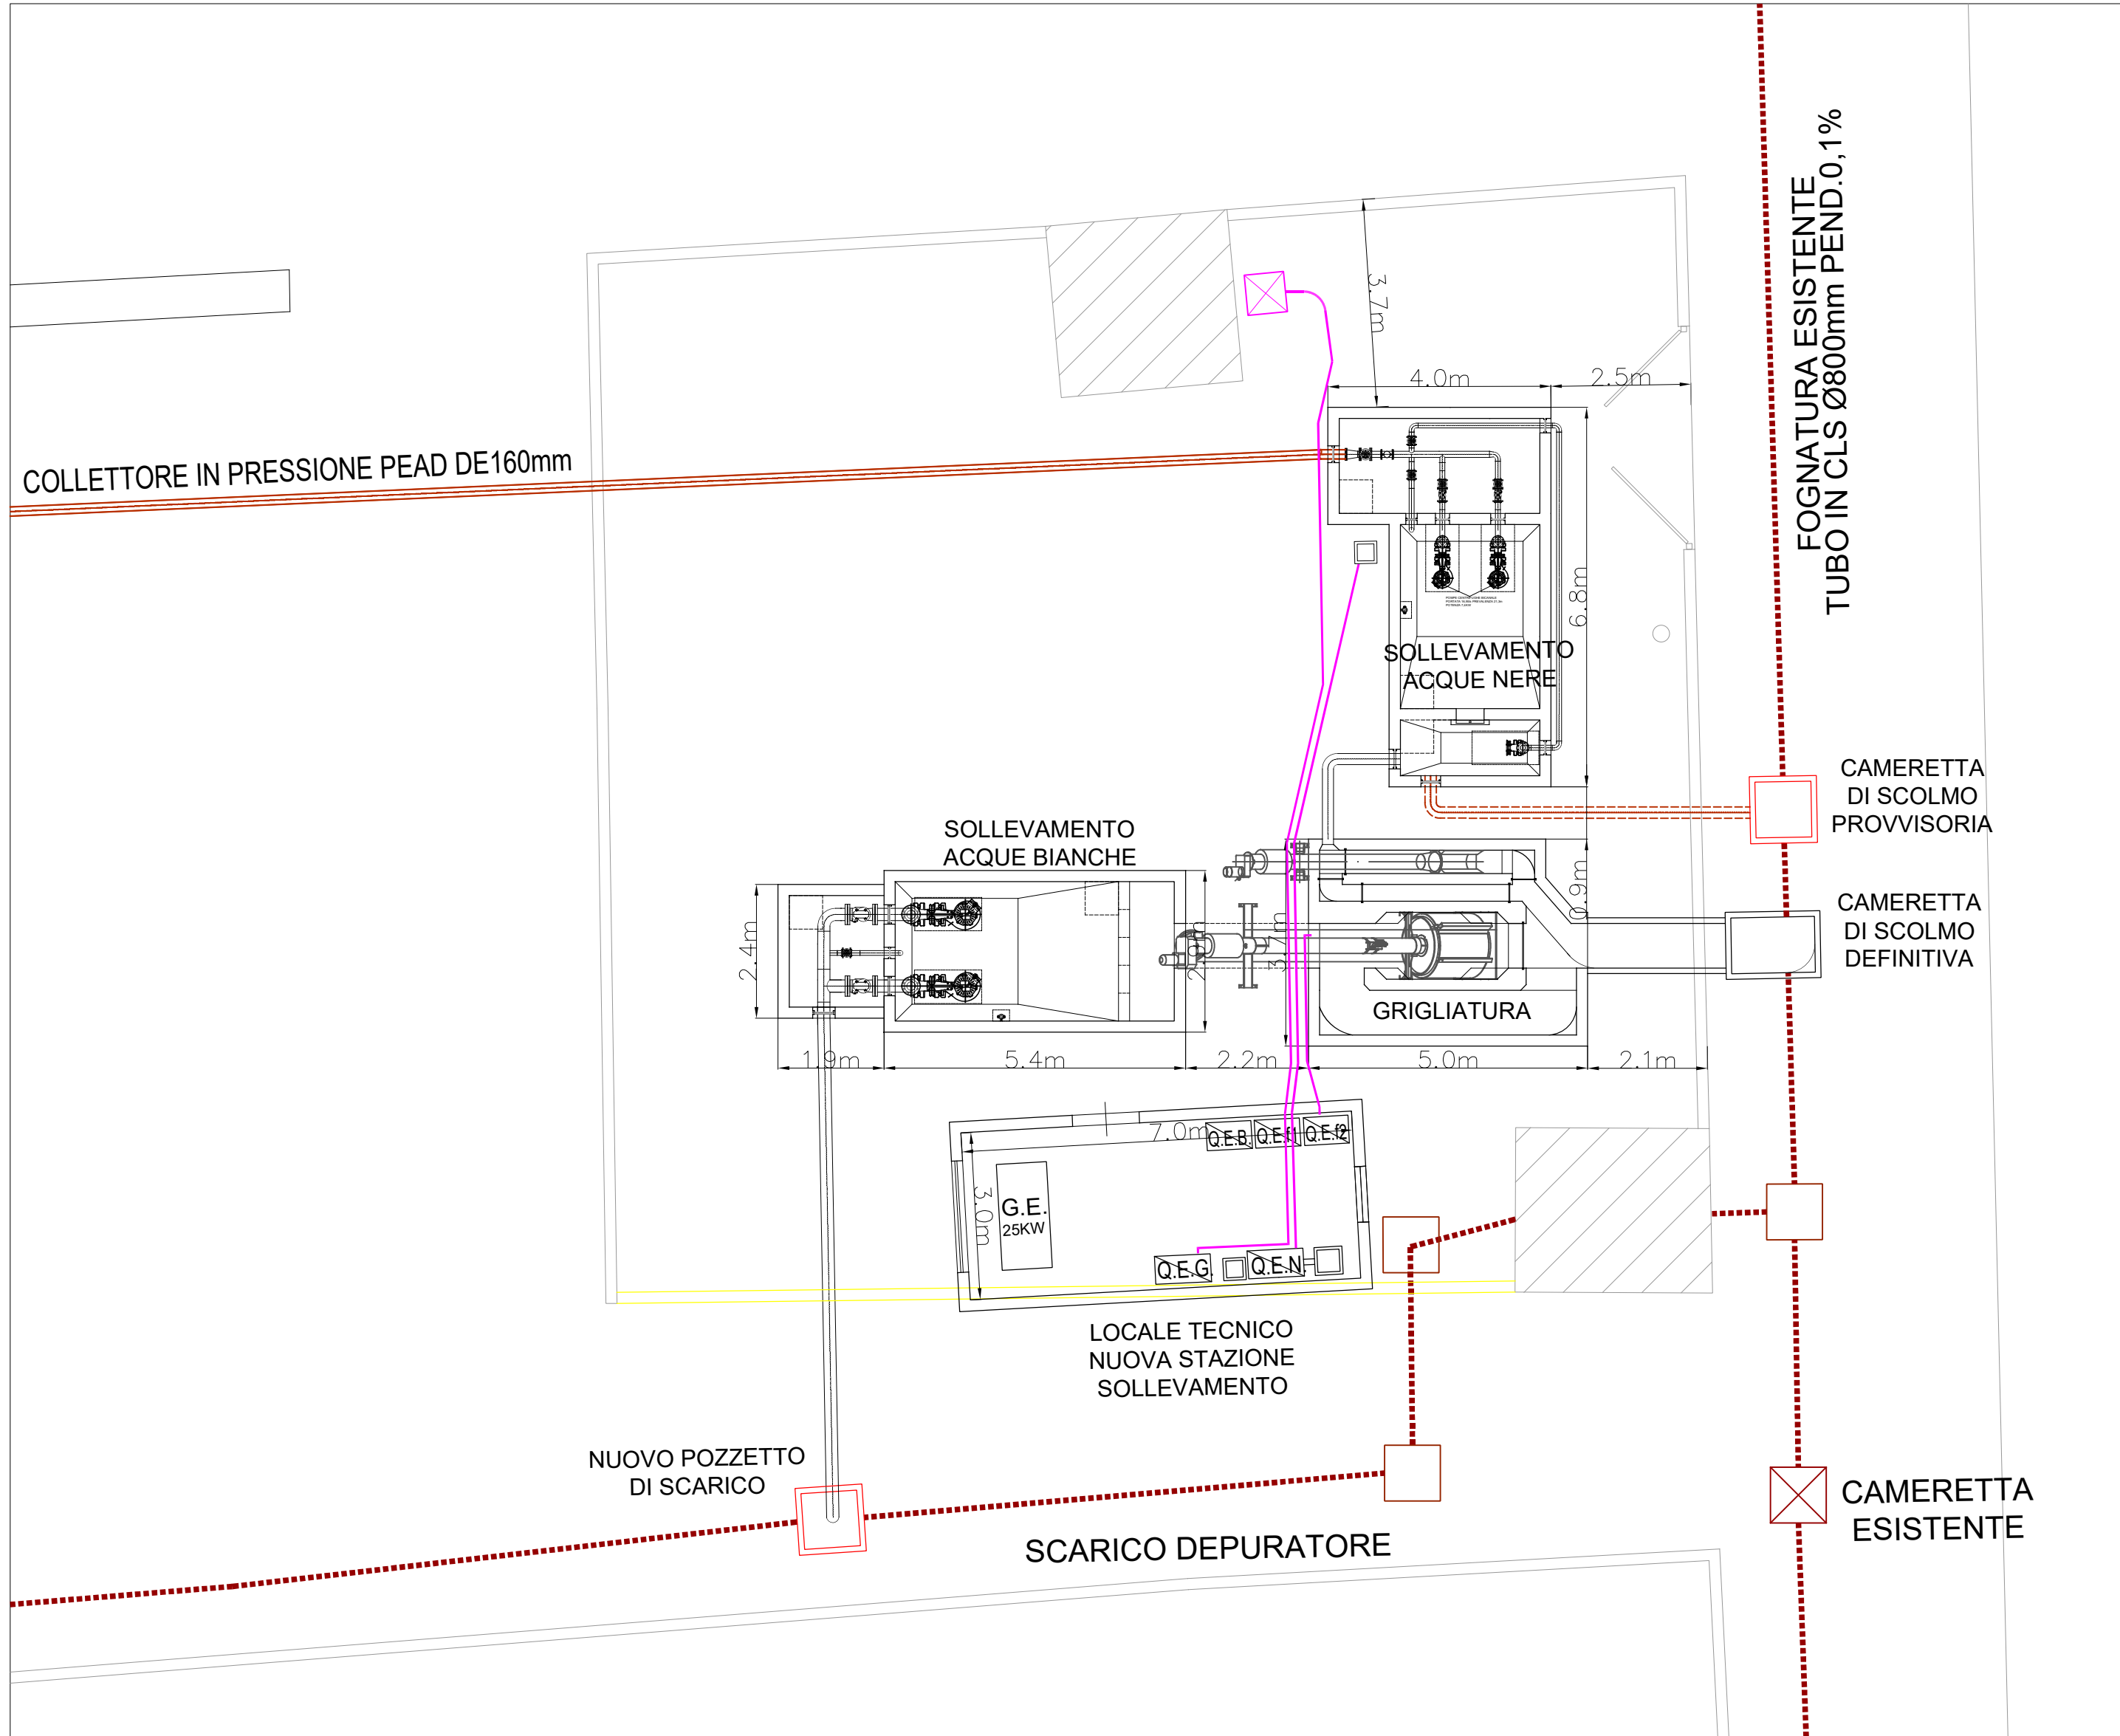 FOGNATURA ESISTENTE
TUBO IN CLS Ø800mm PEND.0,1%
3.7m
4.0m
2.5m
COLLETTORE IN PRESSIONE PEAD DE160mm
6.8m
SOLLEVAMENTO
ACQUE NERE
CAMERETTA
DI SCOLMO
PROVVISORIA
SOLLEVAMENTO
ACQUE BIANCHE
0.9m
CAMERETTA
DI SCOLMO
DEFINITIVA
2.4m
GRIGLIATURA
1.9m
5.4m
2.2m
5.0m
2.1m
7.0m
Q.E.B.
Q.E.f1
Q.E.f2
3.0m
G.E.
25KW
Q.E.G.
Q.E.N.
LOCALE TECNICO
NUOVA STAZIONE
SOLLEVAMENTO
NUOVO POZZETTO
DI SCARICO
CAMERETTA
ESISTENTE
SCARICO DEPURATORE